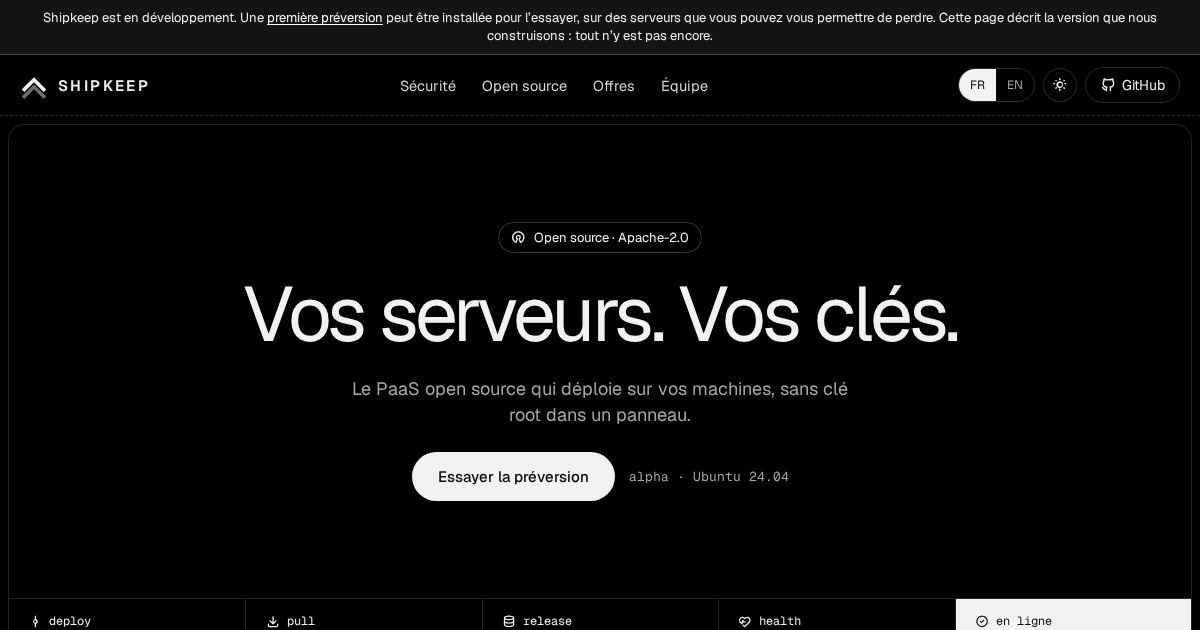 Shipkeep est en développement. Une première préversion peut être installée pour l'essayer, sur des serveurs que vous pouvez vous permettre de perdre. Cette page décrit la version que nous
construisons : tout n'y est pas encore.
SHIPKEEP
Sécurité
Open source
Offres
Équipe
FR
EN
GitHub
Open source · Apache-2.0
Vos serveurs. Vos clés.
Le PaaS open source qui déploie sur vos machines, sans clé
root dans un panneau.
Essayer la préversion
alpha · Ubuntu 24.04
deploy
pull
release
health
en ligne